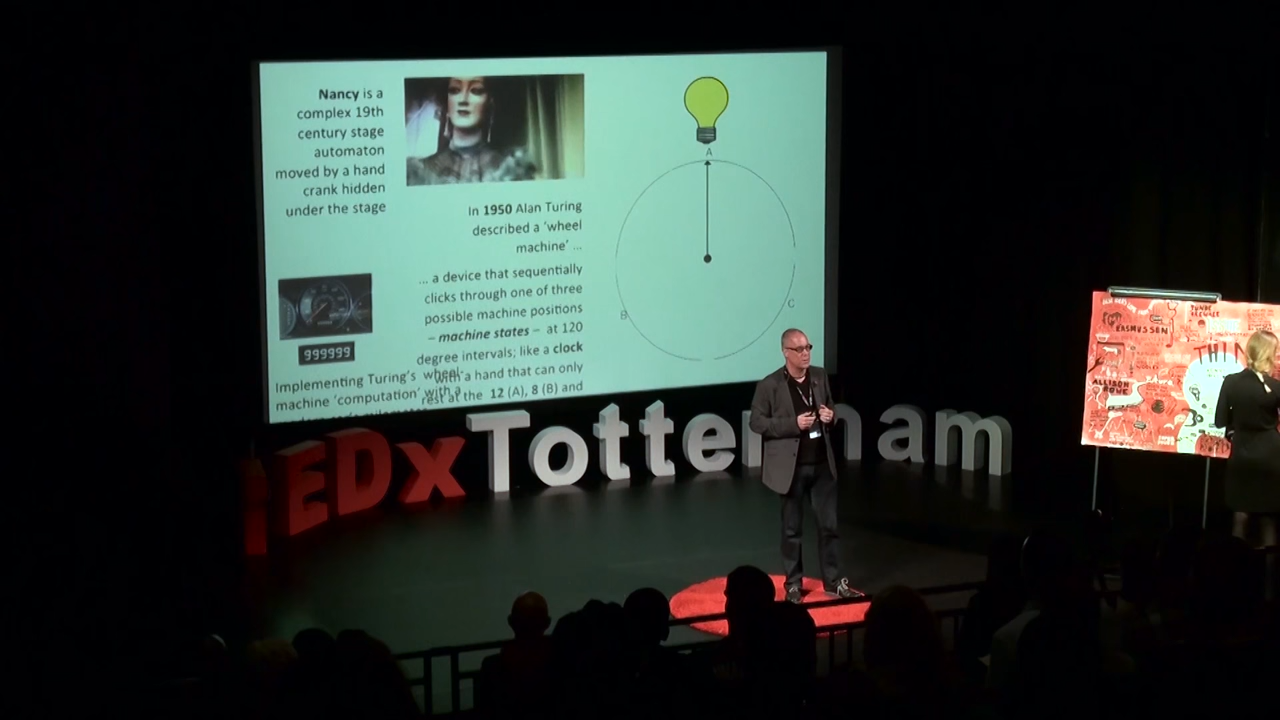 Nancy is a
complex 19th
century stage
automaton
moved by a hand
crank hidden
under the stage
In 1950 Alan Turing
described a ‘wheel
machine’ ...
... a device that sequentially
clicks through one of three
possible machine positions
– machine states – at 120
degree intervals; like a clock
with a hand that can only
rest at the 12 (A), 8 (B) and
999999
Implementing Turing’s wheel-
machine ‘computation’ with a
A
B
C
TEDxTottenham
RASMUSSEN
ALLISON
THIN